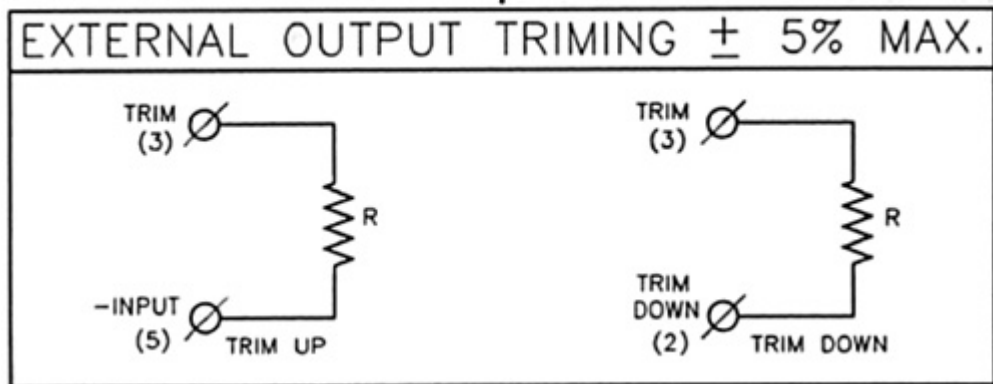 EXTERNAL OUTPUT TRIMING ± 5% MAX.
TRIM
(3)
R
-INPUT
(5)
TRIM UP
TRIM
(3)
R
TRIM
DOWN
(2)
TRIM DOWN